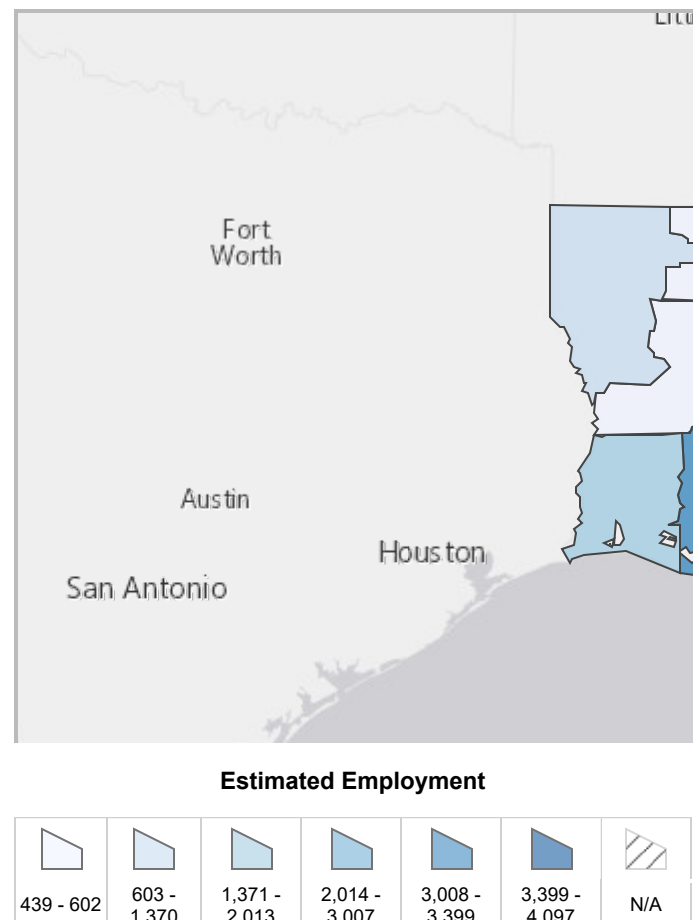 Fort
Worth
Austin
Houston
San Antonio
Estimated Employment
439 - 602
603 -
1,370
1,371 -
2,013
2,014 -
3,007
3,008 -
3,399
3,399 -
4,097
N/A